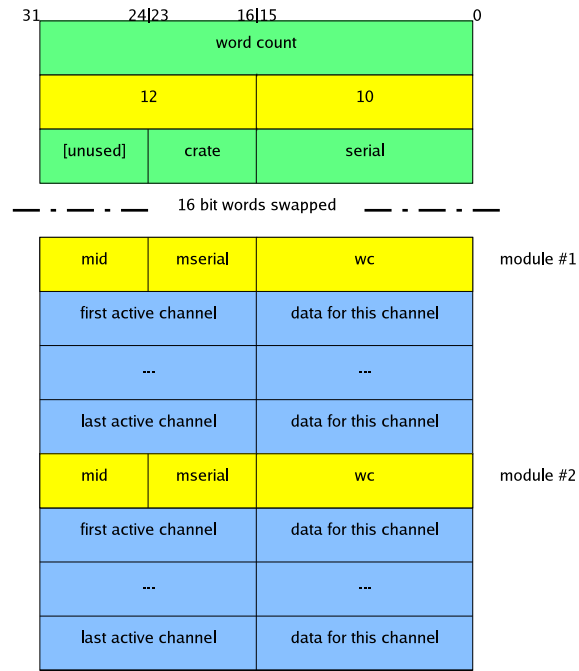 31 24|23 16|15 0
word count
12 10
[unused] crate serial
16 bit words swapped
mid mserial wc module #1
first active channel data for this channel
... ...
last active channel data for this channel
mid mserial wc module #2
first active channel data for this channel
... ...
last active channel data for this channel